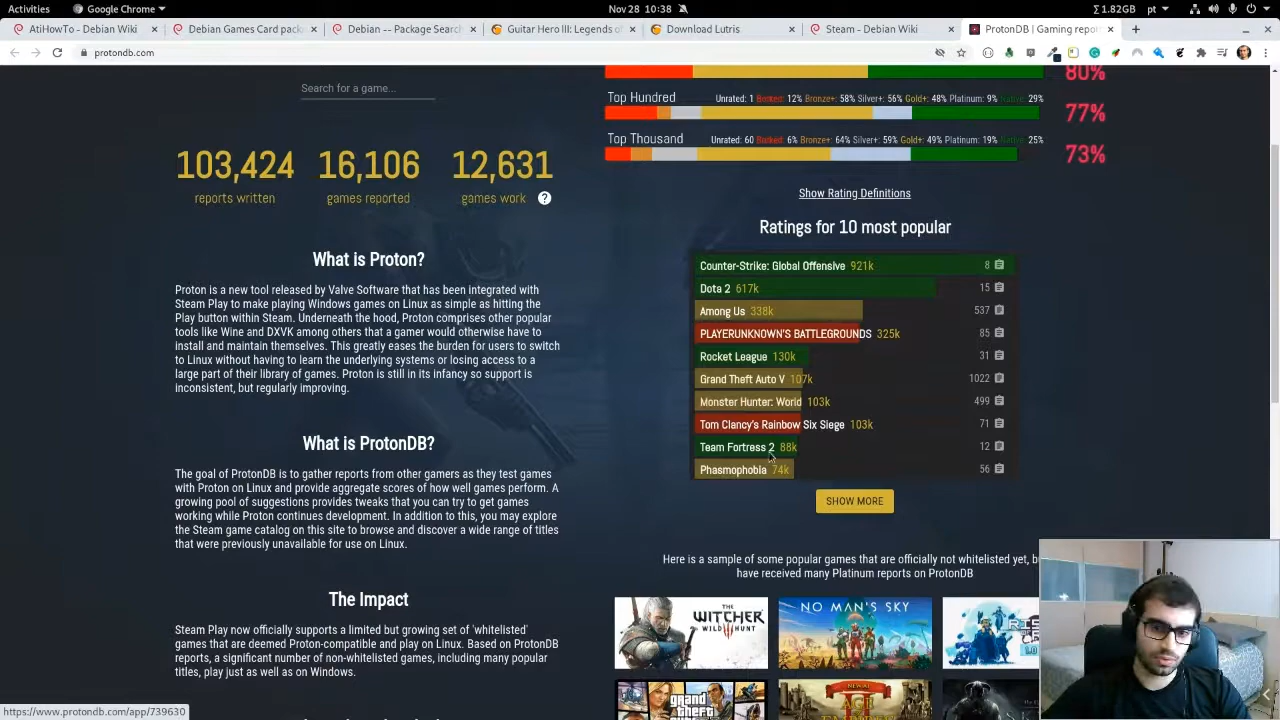 Activities
Google Chrome
Nov 28 10:38
Σ 1.82GB
pt
AtiHowTo - Debian Wiki
Debian Games Card pack
Debian -- Package Search
Guitar Hero III: Legends of
Download Lutris
Steam - Debian Wiki
ProtonDB | Gaming repor
protondb.com
Search for a game...
80%
Top Hundred
Unrated: 1 Borked: 12% Bronze+: 58% Silver+: 56% Gold+: 48% Platinum: 9% Native: 29%
77%
Top Thousand
Unrated: 60 Borked: 6% Bronze+: 64% Silver+: 59% Gold+: 49% Platinum: 19% Native: 25%
73%
103,424
reports written
16,106
games reported
12,631
games work
?
Show Rating Definitions
Ratings for 10 most popular
Counter-Strike: Global Offensive 921k 8
Dota 2 617k 15
Among Us 338k 537
PLAYERUNKNOWN'S BATTLEGROUNDS 325k 85
Rocket League 130k 31
Grand Theft Auto V 107k 1022
Monster Hunter: World 103k 499
Tom Clancy's Rainbow Six Siege 103k 71
Team Fortress 2 88k 12
Phasmophobia 74k 56
SHOW MORE
What is Proton?
Proton is a new tool released by Valve Software that has been integrated with
Steam Play to make playing Windows games on Linux as simple as hitting the
Play button within Steam. Underneath the hood, Proton comprises other popular
tools like Wine and DXVK among others that a gamer would otherwise have to
install and maintain themselves. This greatly eases the burden for users to switch
to Linux without having to learn the underlying systems or losing access to a
large part of their library of games. Proton is still in its infancy so support is
inconsistent, but regularly improving.
What is ProtonDB?
The goal of ProtonDB is to gather reports from other gamers as they test games
with Proton on Linux and provide aggregate scores of how well games perform. A
growing pool of suggestions provides tweaks that you can try to get games
working while Proton continues development. In addition to this, you may explore
the Steam game catalog on this site to browse and discover a wide range of titles
that were previously unavailable for use on Linux.
The Impact
Steam Play now officially supports a limited but growing set of 'whitelisted'
games that are deemed Proton-compatible and play on Linux. Based on ProtonDB
reports, a significant number of non-whitelisted games, including many popular
titles, play just as well as on Windows.
Here is a sample of some popular games that are officially not whitelisted yet, bu
have received many Platinum reports on ProtonDB
THE
WITCHER
WILD HUNT
NO MAN'S SKY
RIS
1.0
grand
theft
https://www.protondb.com/app/739630